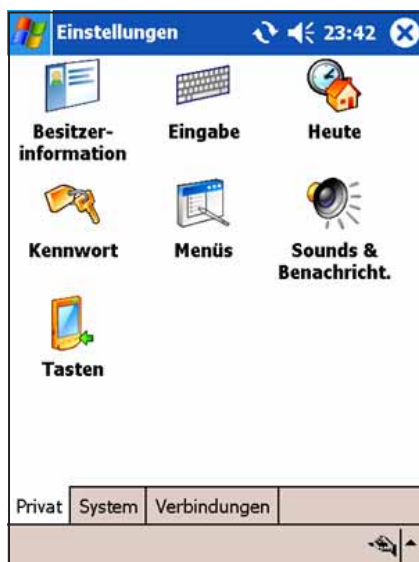 Einstellungen 23:42
Besitzer-
information
Eingabe
Heute
Kennwort
Menüs
Sounds &
Benachricht.
Tasten
Privat System Verbindungen